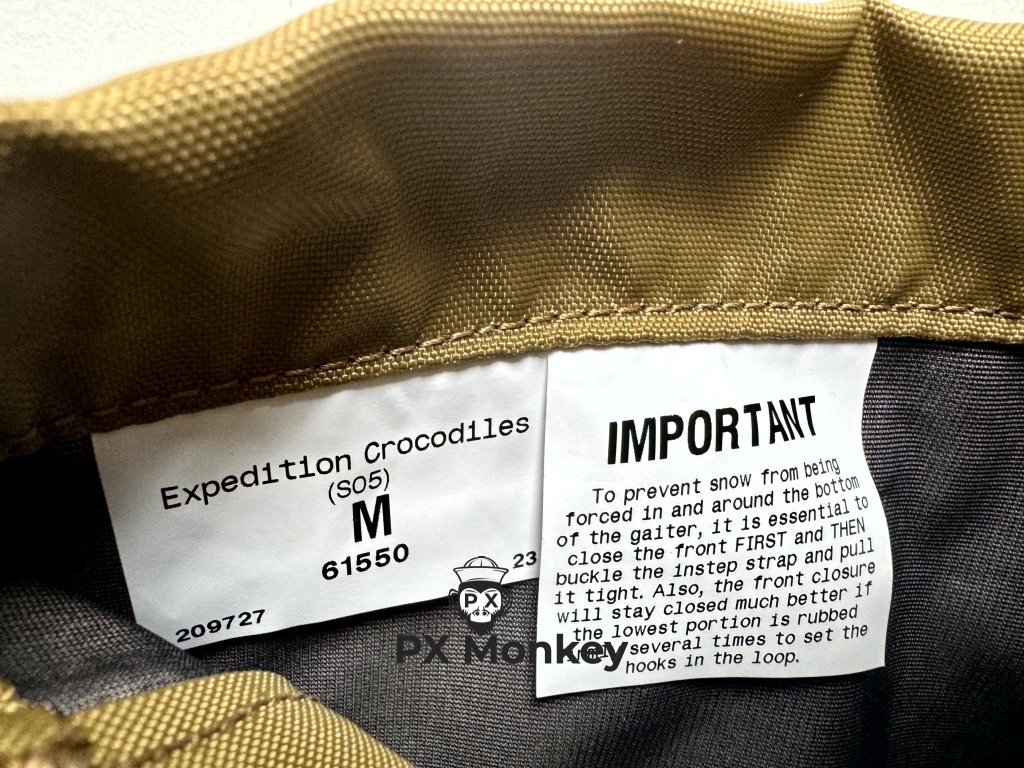 Expedition Crocodiles
(S05)
M
61550
23
209727
IMPORTANT
To prevent snow from being
forced in and around the bottom
of the gaiter, it is essential to
close the front FIRST and THEN
buckle the instep strap and pull
it tight. Also, the front closure
will stay closed much better if
the lowest portion is rubbed
several times to set the
hooks in the loop.
PX
PX Monkey